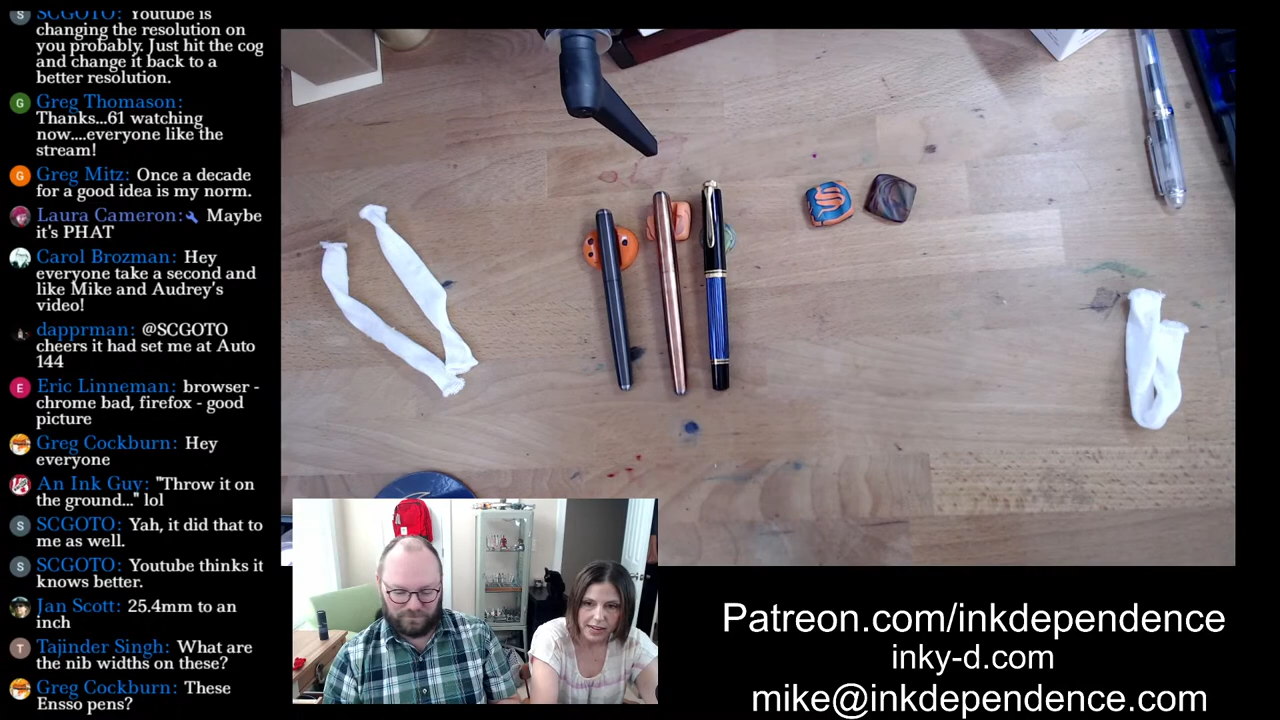 SCGOTO: Youtube is
changing the resolution on
you probably. Just hit the cog
and change it back to a
better resolution.
Greg Thomason:
Thanks...61 watching
now....everyone like the
stream!
Greg Mitz: Once a decade
for a good idea is my norm.
Laura Cameron: Maybe
it's PHAT
Carol Brozman: Hey
everyone take a second and
like Mike and Audrey's
video!
dapprman: @SCGOTO
cheers it had set me at Auto
144
Eric Linneman: browser -
chrome bad, firefox - good
picture
Greg Cockburn: Hey
everyone
An Ink Guy: "Throw it on
the ground..." lol
SCGOTO: Yah, it did that to
me as well.
SCGOTO: Youtube thinks it
knows better.
Jan Scott: 25.4mm to an
inch
Tajinder Singh: What are
the nib widths on these?
Greg Cockburn: These
Ensso pens?
S
G
E
S
S
T
Patreon.com/inkdependence
inky-d.com
mike@inkdependence.com